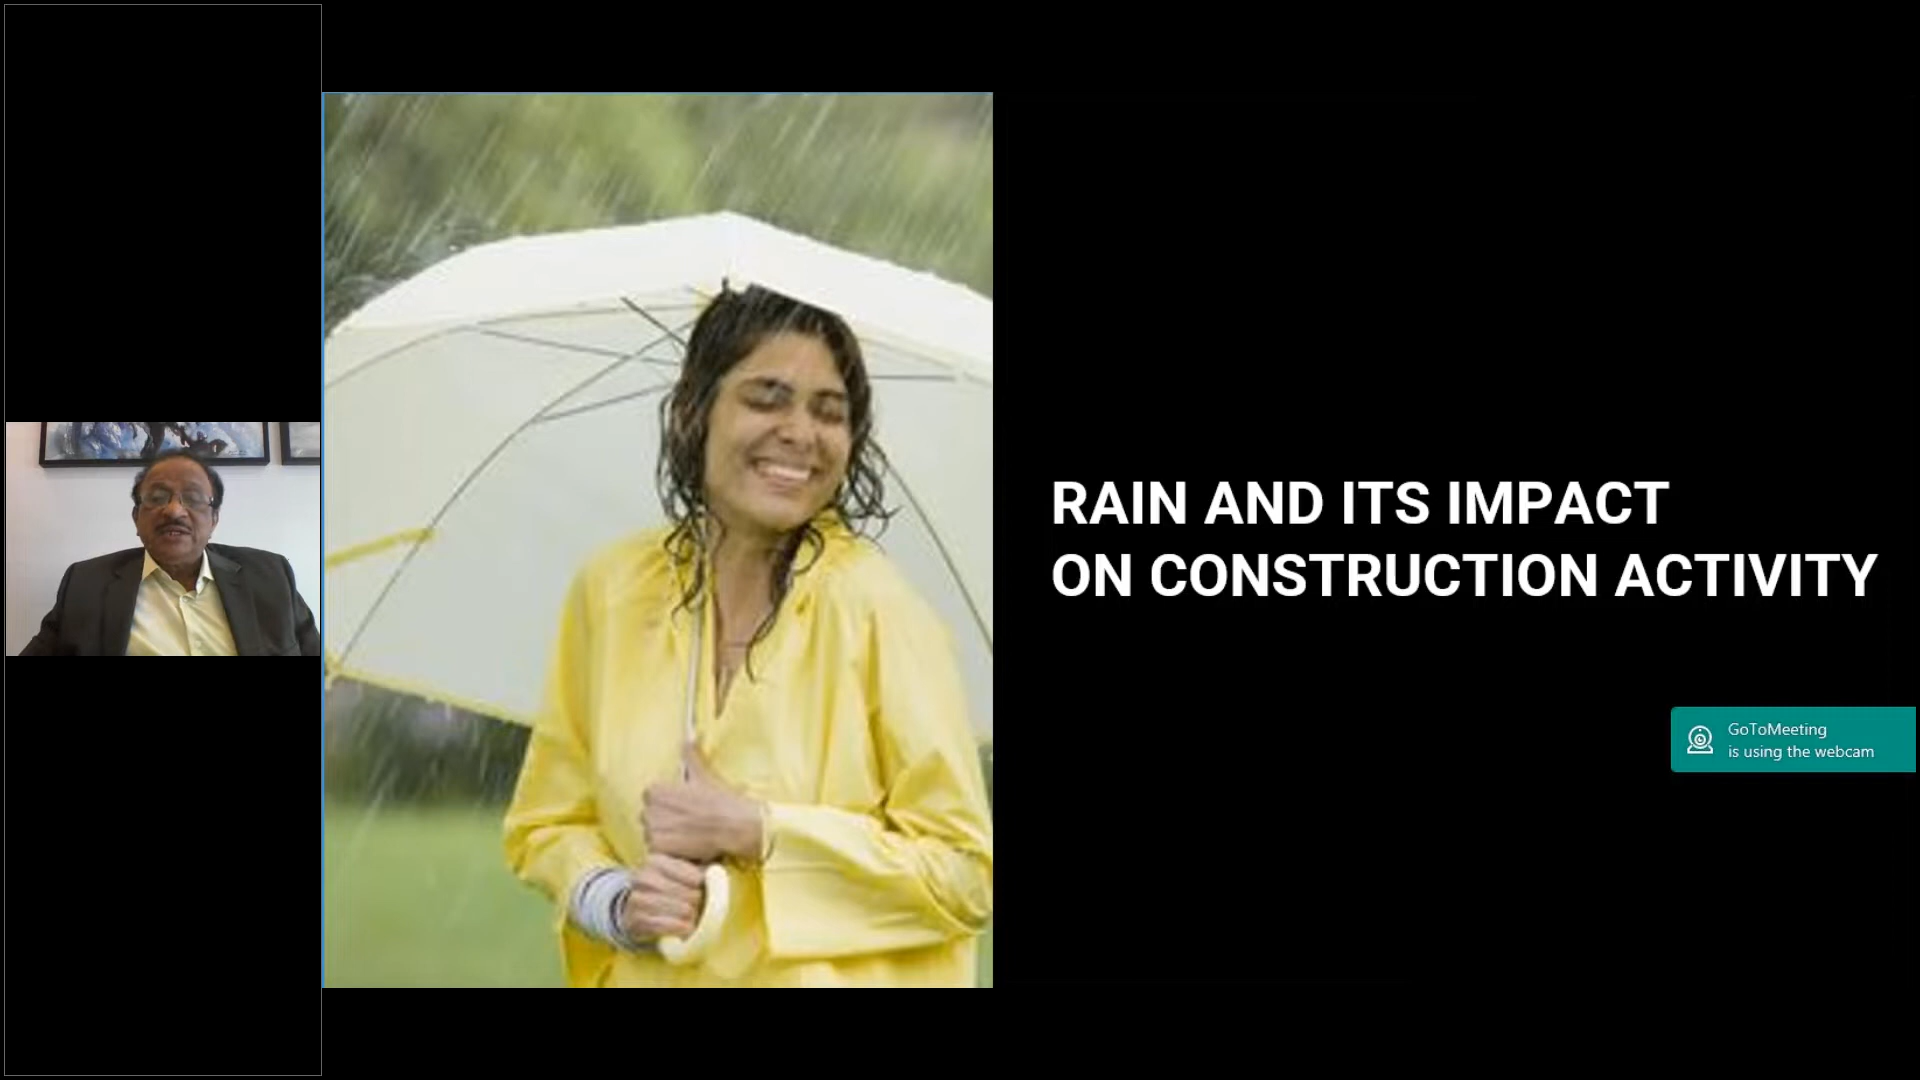 RAIN AND ITS IMPACT
ON CONSTRUCTION ACTIVITY
GoToMeeting
is using the webcam